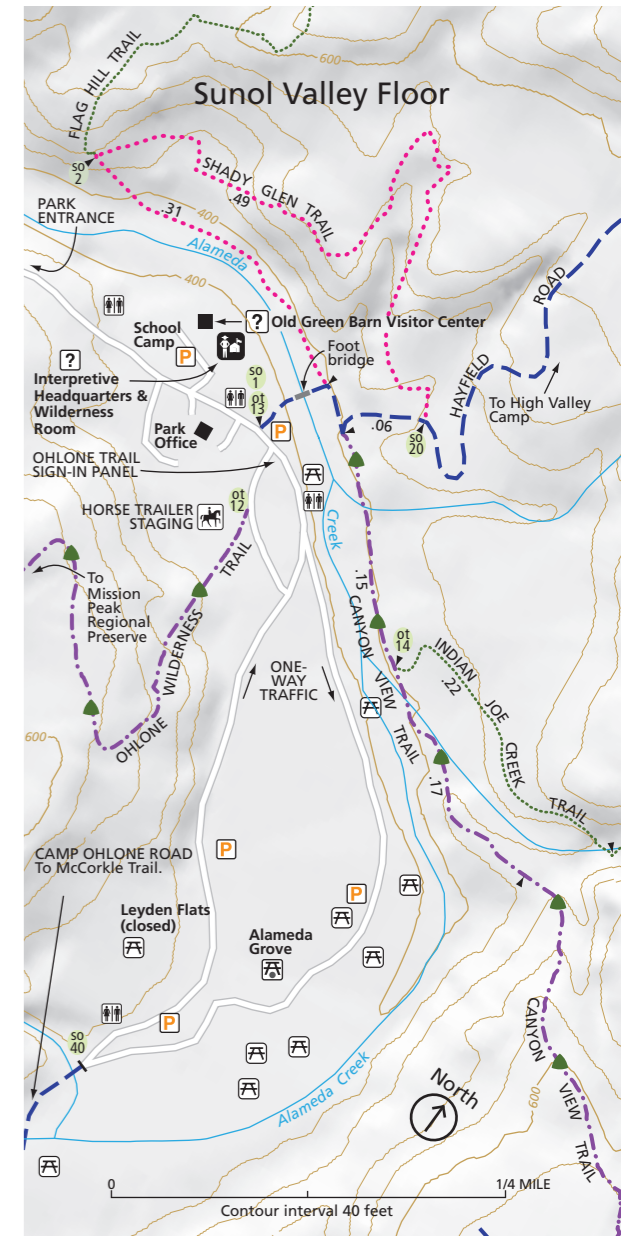 FLAG HILL TRAIL
600
Sunol Valley Floor
so
2
SHADY GLEN TRAIL
.49
.31
400
PARK
ENTRANCE
Alameda
400
ROAD
School
Camp
P
?
Old Green Barn Visitor Center
Foot
bridge
?
so
1
HAYFIELD
Interpretive
Headquarters &
Wilderness
Room
ot
13
To High Valley
Camp
.06
Park
Office
P
so
20
OHLONE TRAIL
SIGN-IN PANEL
ot
12
HORSE TRAILER
STAGING
Creek
To
Mission
Peak
Regional
Preserve
OHLONE WILDERNESS TRAIL
.15
CANYON VIEW TRAIL
ot
14
INDIAN JOE CREEK TRAIL
.22
ONE-
WAY
TRAFFIC
.17
600
CAMP OHLONE ROAD
To McCorkle Trail.
P
P
Leyden Flats
(closed)
Alameda
Grove
P
so
40
CANYON VIEW TRAIL
600
North
Alameda Creek
0
1/4 MILE
Contour interval 40 feet